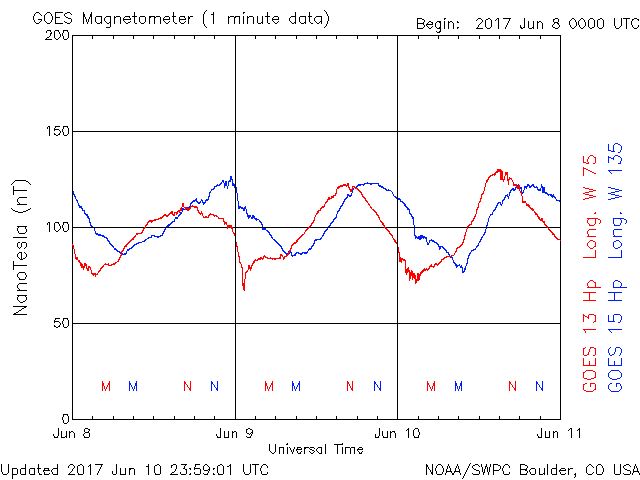 GOES Magnetometer (1 minute data)
Begin: 2017 Jun 8 0000 UTC
200
150
100
50
0
NanoTesla (nT)
M M N N M M N N M M N N
Jun 8 Jun 9 Jun 10 Jun 11
Universal Time
GOES 13 Hp Long. W 75
GOES 15 Hp Long. W 135
Updated 2017 Jun 10 23:59:01 UTC
NOAA/SWPC Boulder, CO USA